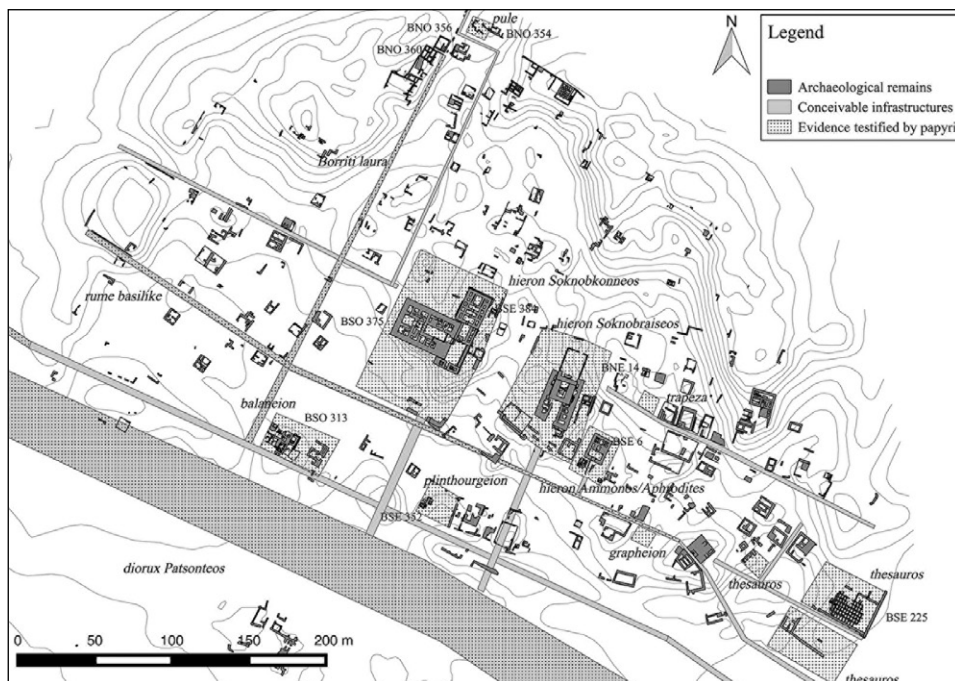 pule
BNO 356
BNO 354
BNO 360
N
Legend
Archaeological remains
Conceivable infrastructures
Evidence testified by papyri
Borriti laura
hieron Soknobkonneos
rume basilike
BSO 375
BSE 384
hieron Soknobraiseos
BNE 14
trapeza
balaneion
BSO 313
BSE 6
plinthourgeion
hieron Ammonos/Aphrodites
BSE 352
grapheion
diorux Patsonteos
thesauros
thesauros
BSE 225
0 50 100 150 200 m
thesauros